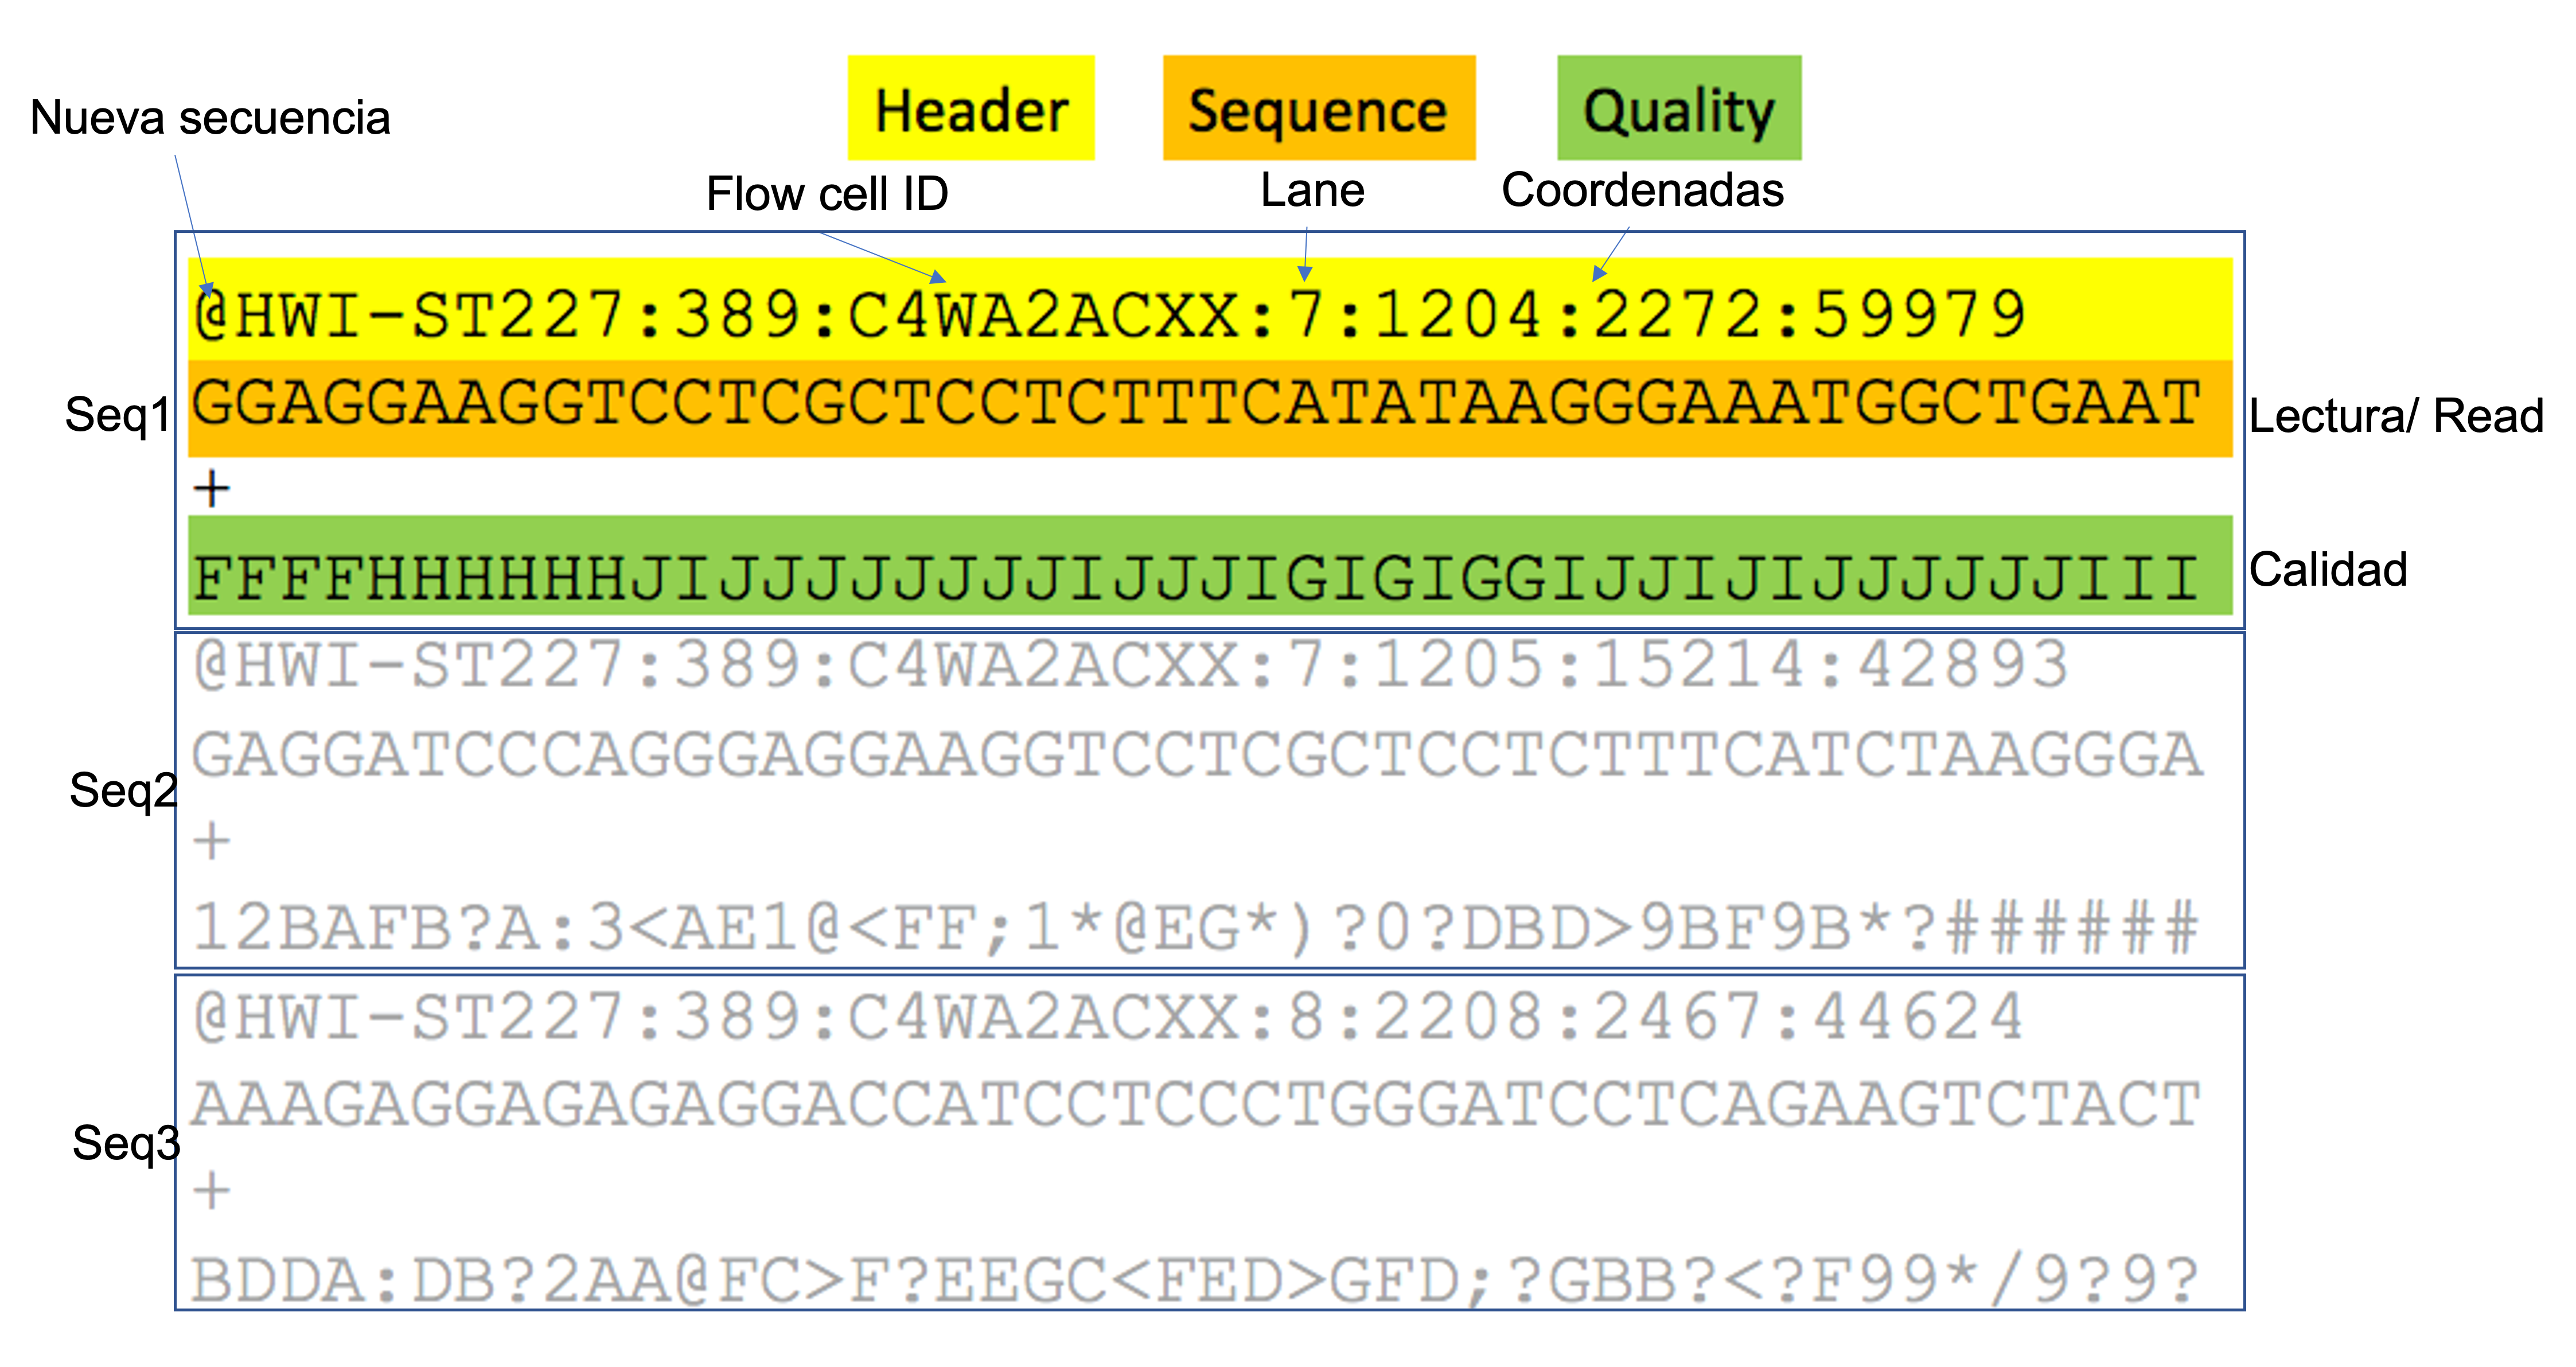 Header Sequence Quality
Nueva secuencia
Flow cell ID Lane Coordenadas
@HWI-ST227:389:C4WA2ACXX:7:1204:2272:59979
Seq1 GGAGGAAGGTCCTCGCTCCTCTTTCATATAAGGGAAATGGCTGAAT Lectura/ Read
+
FFFFHHHHHHJIJJJJJJJJIJJJIGIGIGGIJJIJIJJJJJJIII Calidad
@HWI-ST227:389:C4WA2ACXX:7:1205:15214:42893
GAGGATCCCAGGGAGGAAGGTCCTCGCTCCTCTTTCATCTAAGGGA
Seq2
+
12BAFB?A:3<AE1@<FF;1*@EG*)?0?DBD>9BF9B*?######
@HWI-ST227:389:C4WA2ACXX:8:2208:2467:44624
AAAGAGGAGAGAGGACCATCCTCCCTGGGATCCTCAGAAGTCTACT
Seq3
+
BDDA:DB?2AA@FC>F?EEGC<FED>GFD;?GBB?<?F99*/9?9?